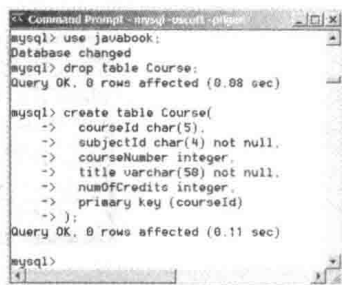 Command Prompt - mysql -uscott -ptiger
mysql> use javabook;
Database changed
mysql> drop table Course;
Query OK, 0 rows affected (0.08 sec)
mysql> create table Course(
-> courseId char(5),
-> subjectId char(4) not null,
-> courseNumber integer,
-> title varchar(50) not null,
-> numOfCredits integer,
-> primary key (courseId)
-> );
Query OK, 0 rows affected (0.11 sec)
mysql>